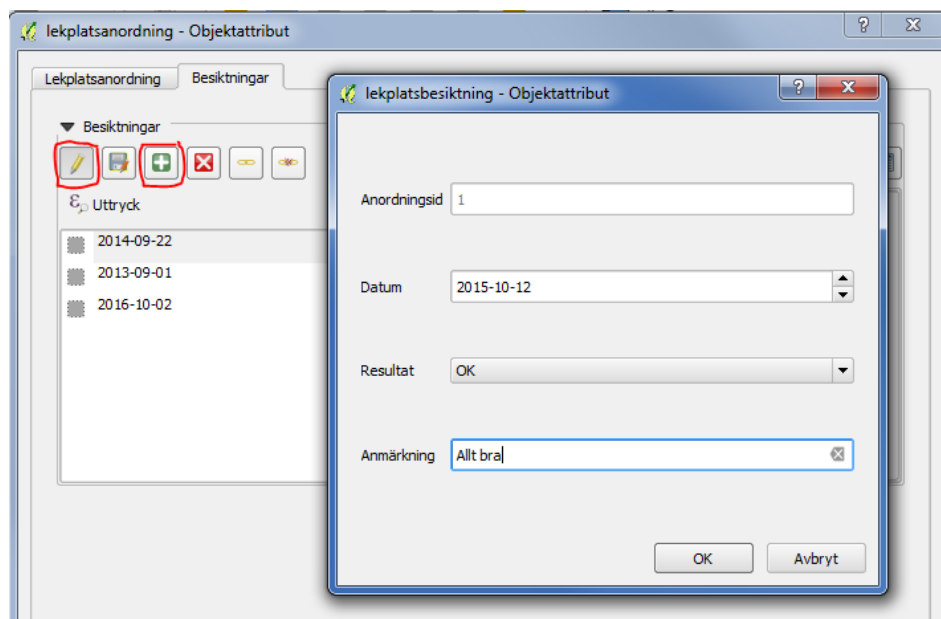 lekplatsanordning - Objektattribut
Lekplatsanordning
Besiktningar
Besiktningar
Uttryck
2014-09-22
2013-09-01
2016-10-02
lekplatsbesiktning - Objektattribut
Anordningsid 1
Datum 2015-10-12
Resultat OK
Anmärkning Allt bra
OK
Avbryt